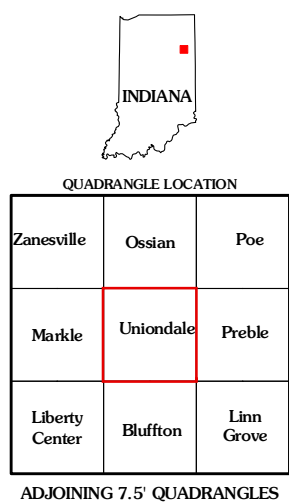 INDIANA
QUADRANGLE LOCATION
Zanesville Ossian Poe
Markle Uniondale Preble
Liberty Center Bluffton Linn Grove
ADJOINING 7.5' QUADRANGLES